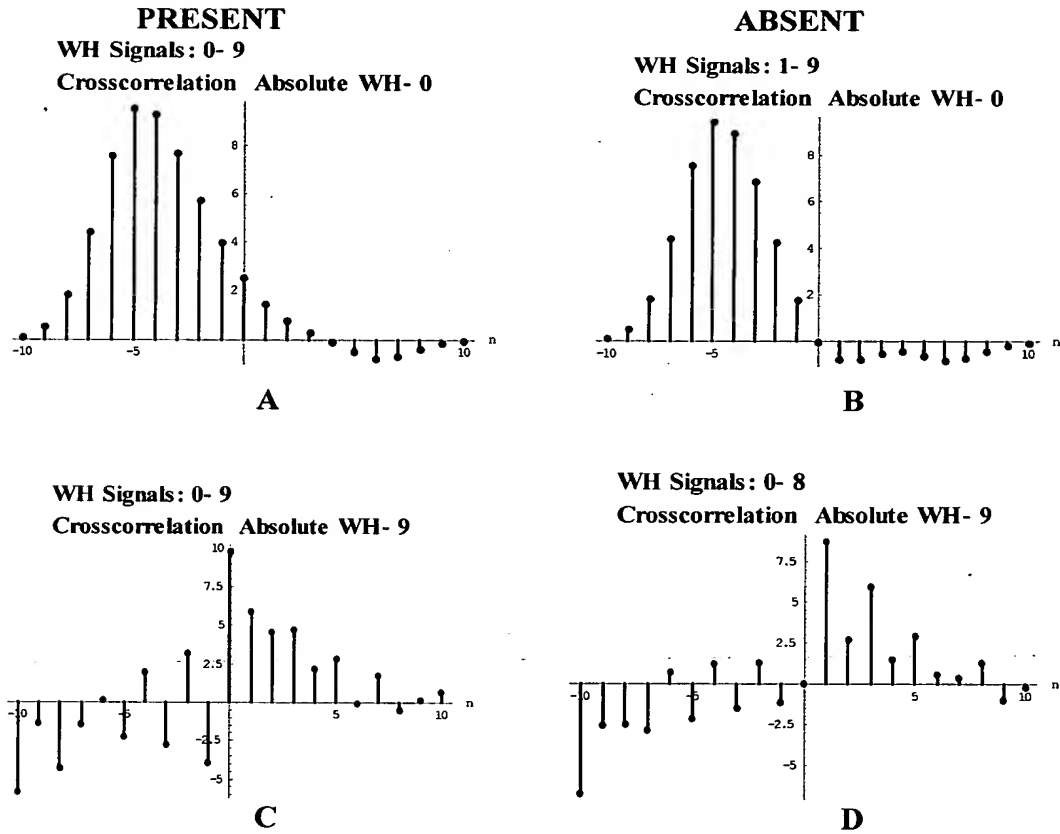 PRESENT
WH Signals: 0- 9
Crosscorrelation Absolute WH- 0
8
6
4
2
-10
-5
5
10
n
A
ABSENT
WH Signals: 1- 9
Crosscorrelation Absolute WH- 0
8
6
4
2
-10
-5
5
10
n
B
WH Signals: 0- 9
Crosscorrelation Absolute WH- 9
10
7.5
5
2.5
-10
-5
5
10
n
-2.5
-5
C
WH Signals: 0- 8
Crosscorrelation Absolute WH- 9
7.5
5
2.5
-10
-5
5
10
n
-2.5
-5
D